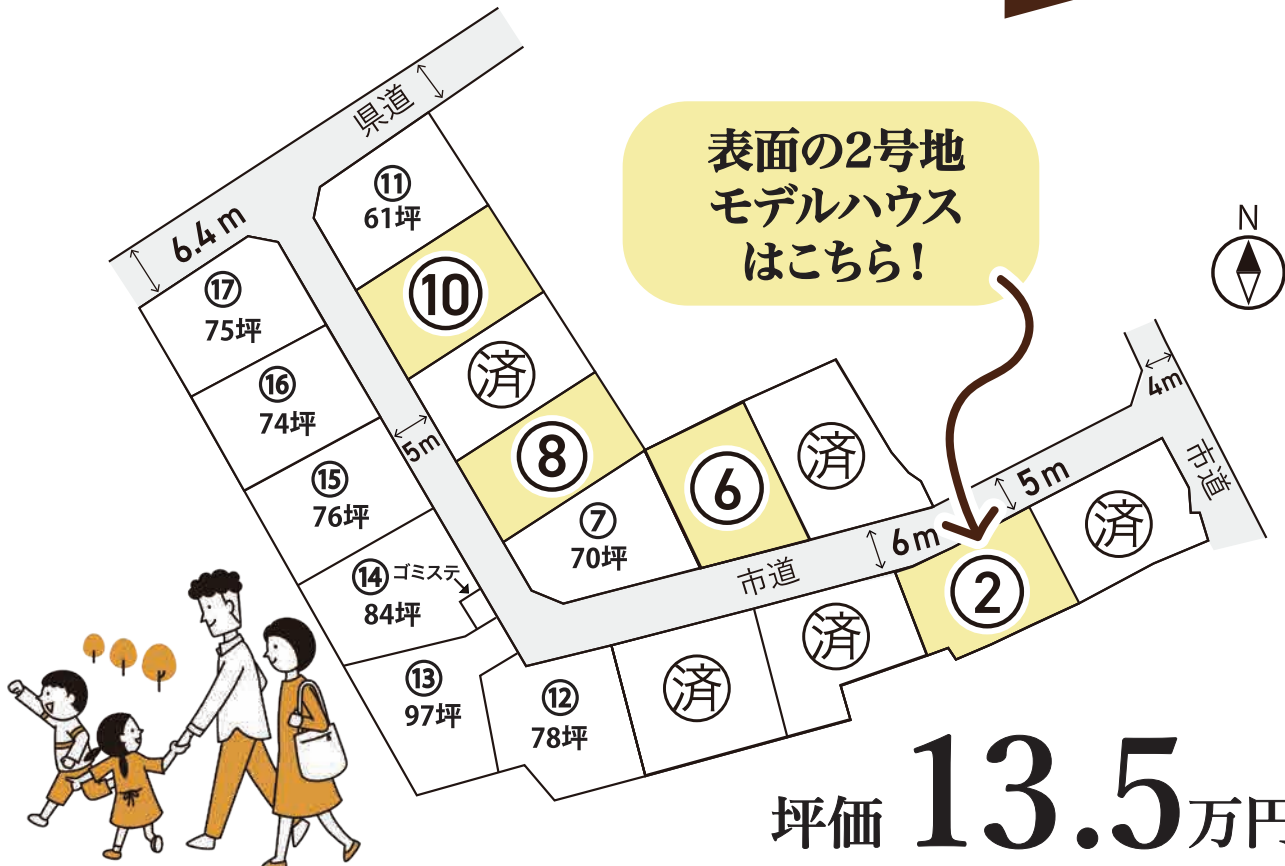 県道
6.4m
⑪
61坪
表面の2号地
モデルハウス
はこちら!
N
⑩
⑰
75坪
済
⑯
74坪
5m
⑧
4m
済
市道
⑥
⑮
76坪
⑦
70坪
5m
済
6m
市道
②
⑭ ゴミステ
84坪
済
⑬
97坪
⑫
78坪
済
坪価 13.5万円